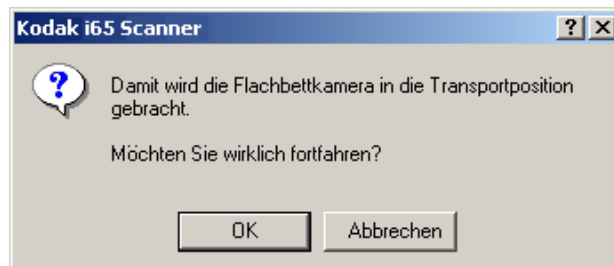 Kodak i65 Scanner
Damit wird die Flachbettkamera in die Transportposition
gebracht.
Möchten Sie wirklich fortfahren?
OK Abbrechen